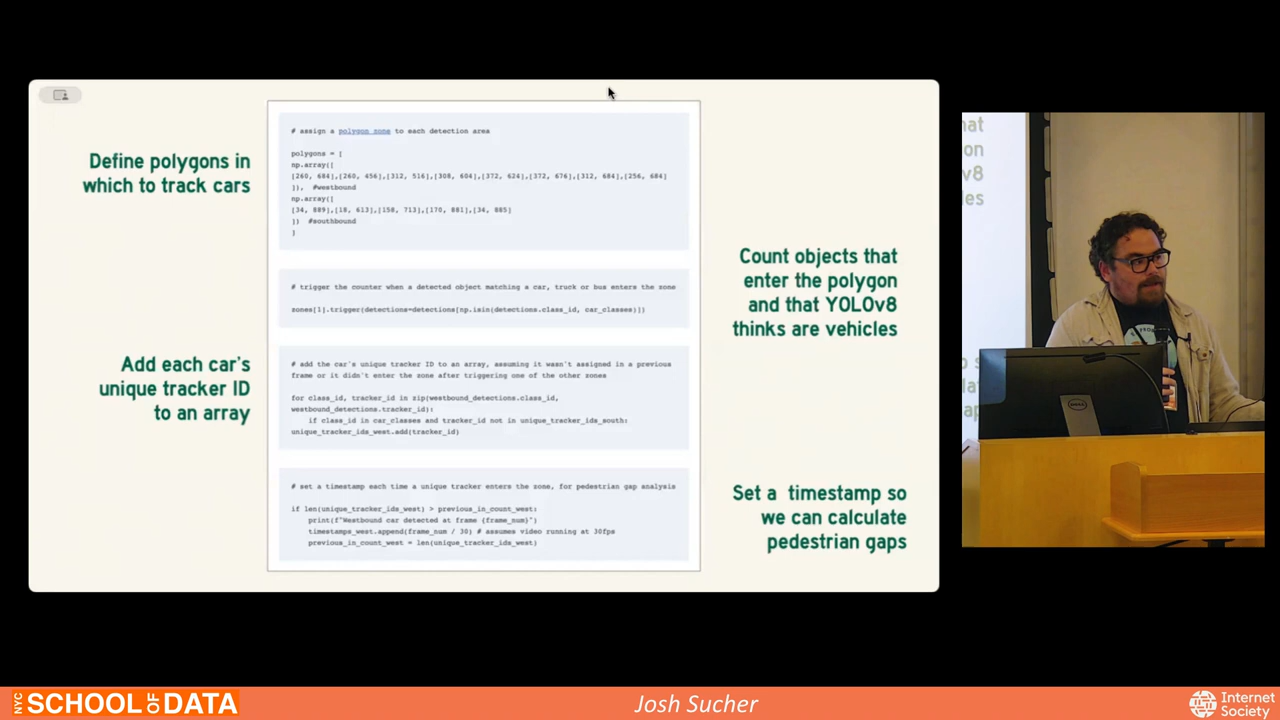 Define polygons in
which to track cars
# assign a polygon zone to each detection area
polygons = [
np.array([
[260, 684],[260, 456],[312, 516],[308, 604],[372, 624],[372, 676],[312, 684],[256, 684]
]),  #westbound
np.array([
[34, 889],[18, 613],[158, 713],[170, 881],[34, 885]
])  #southbound
]
Count objects that
enter the polygon
and that YOLOv8
thinks are vehicles
# trigger the counter when a detected object matching a car, truck or bus enters the zone
zones[1].trigger(detections=detections[np.isin(detections.class_id, car_classes)])
Add each car's
unique tracker ID
to an array
# add the car's unique tracker ID to an array, assuming it wasn't assigned in a previous
frame or it didn't enter the zone after triggering one of the other zones
for class_id, tracker_id in zip(westbound_detections.class_id,
westbound_detections.tracker_id):
if class_id in car_classes and tracker_id not in unique_tracker_ids_south:
unique_tracker_ids_west.add(tracker_id)
Set a timestamp so
we can calculate
pedestrian gaps
# set a timestamp each time a unique tracker enters the zone, for pedestrian gap analysis
if len(unique_tracker_ids_west) > previous_in_count_west:
print(f"Westbound car detected at frame {frame_num}")
timestamps_west.append(frame_num / 30) # assumes video running at 30fps
previous_in_count_west = len(unique_tracker_ids_west)
hat
on
v8
les
DELL
NYC SCHOOL OF DATA
Josh Sucher
Internet
Society